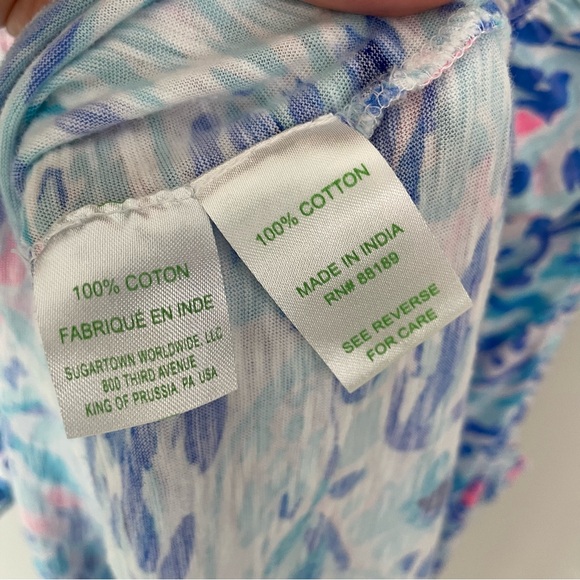 100% COTON
FABRIQUÉ EN INDE
SUGARTOWN WORLDWIDE, LLC
800 THIRD AVENUE
KING OF PRUSSIA PA USA
100% COTTON
MADE IN INDIA
RN# 88189
SEE REVERSE
FOR CARE